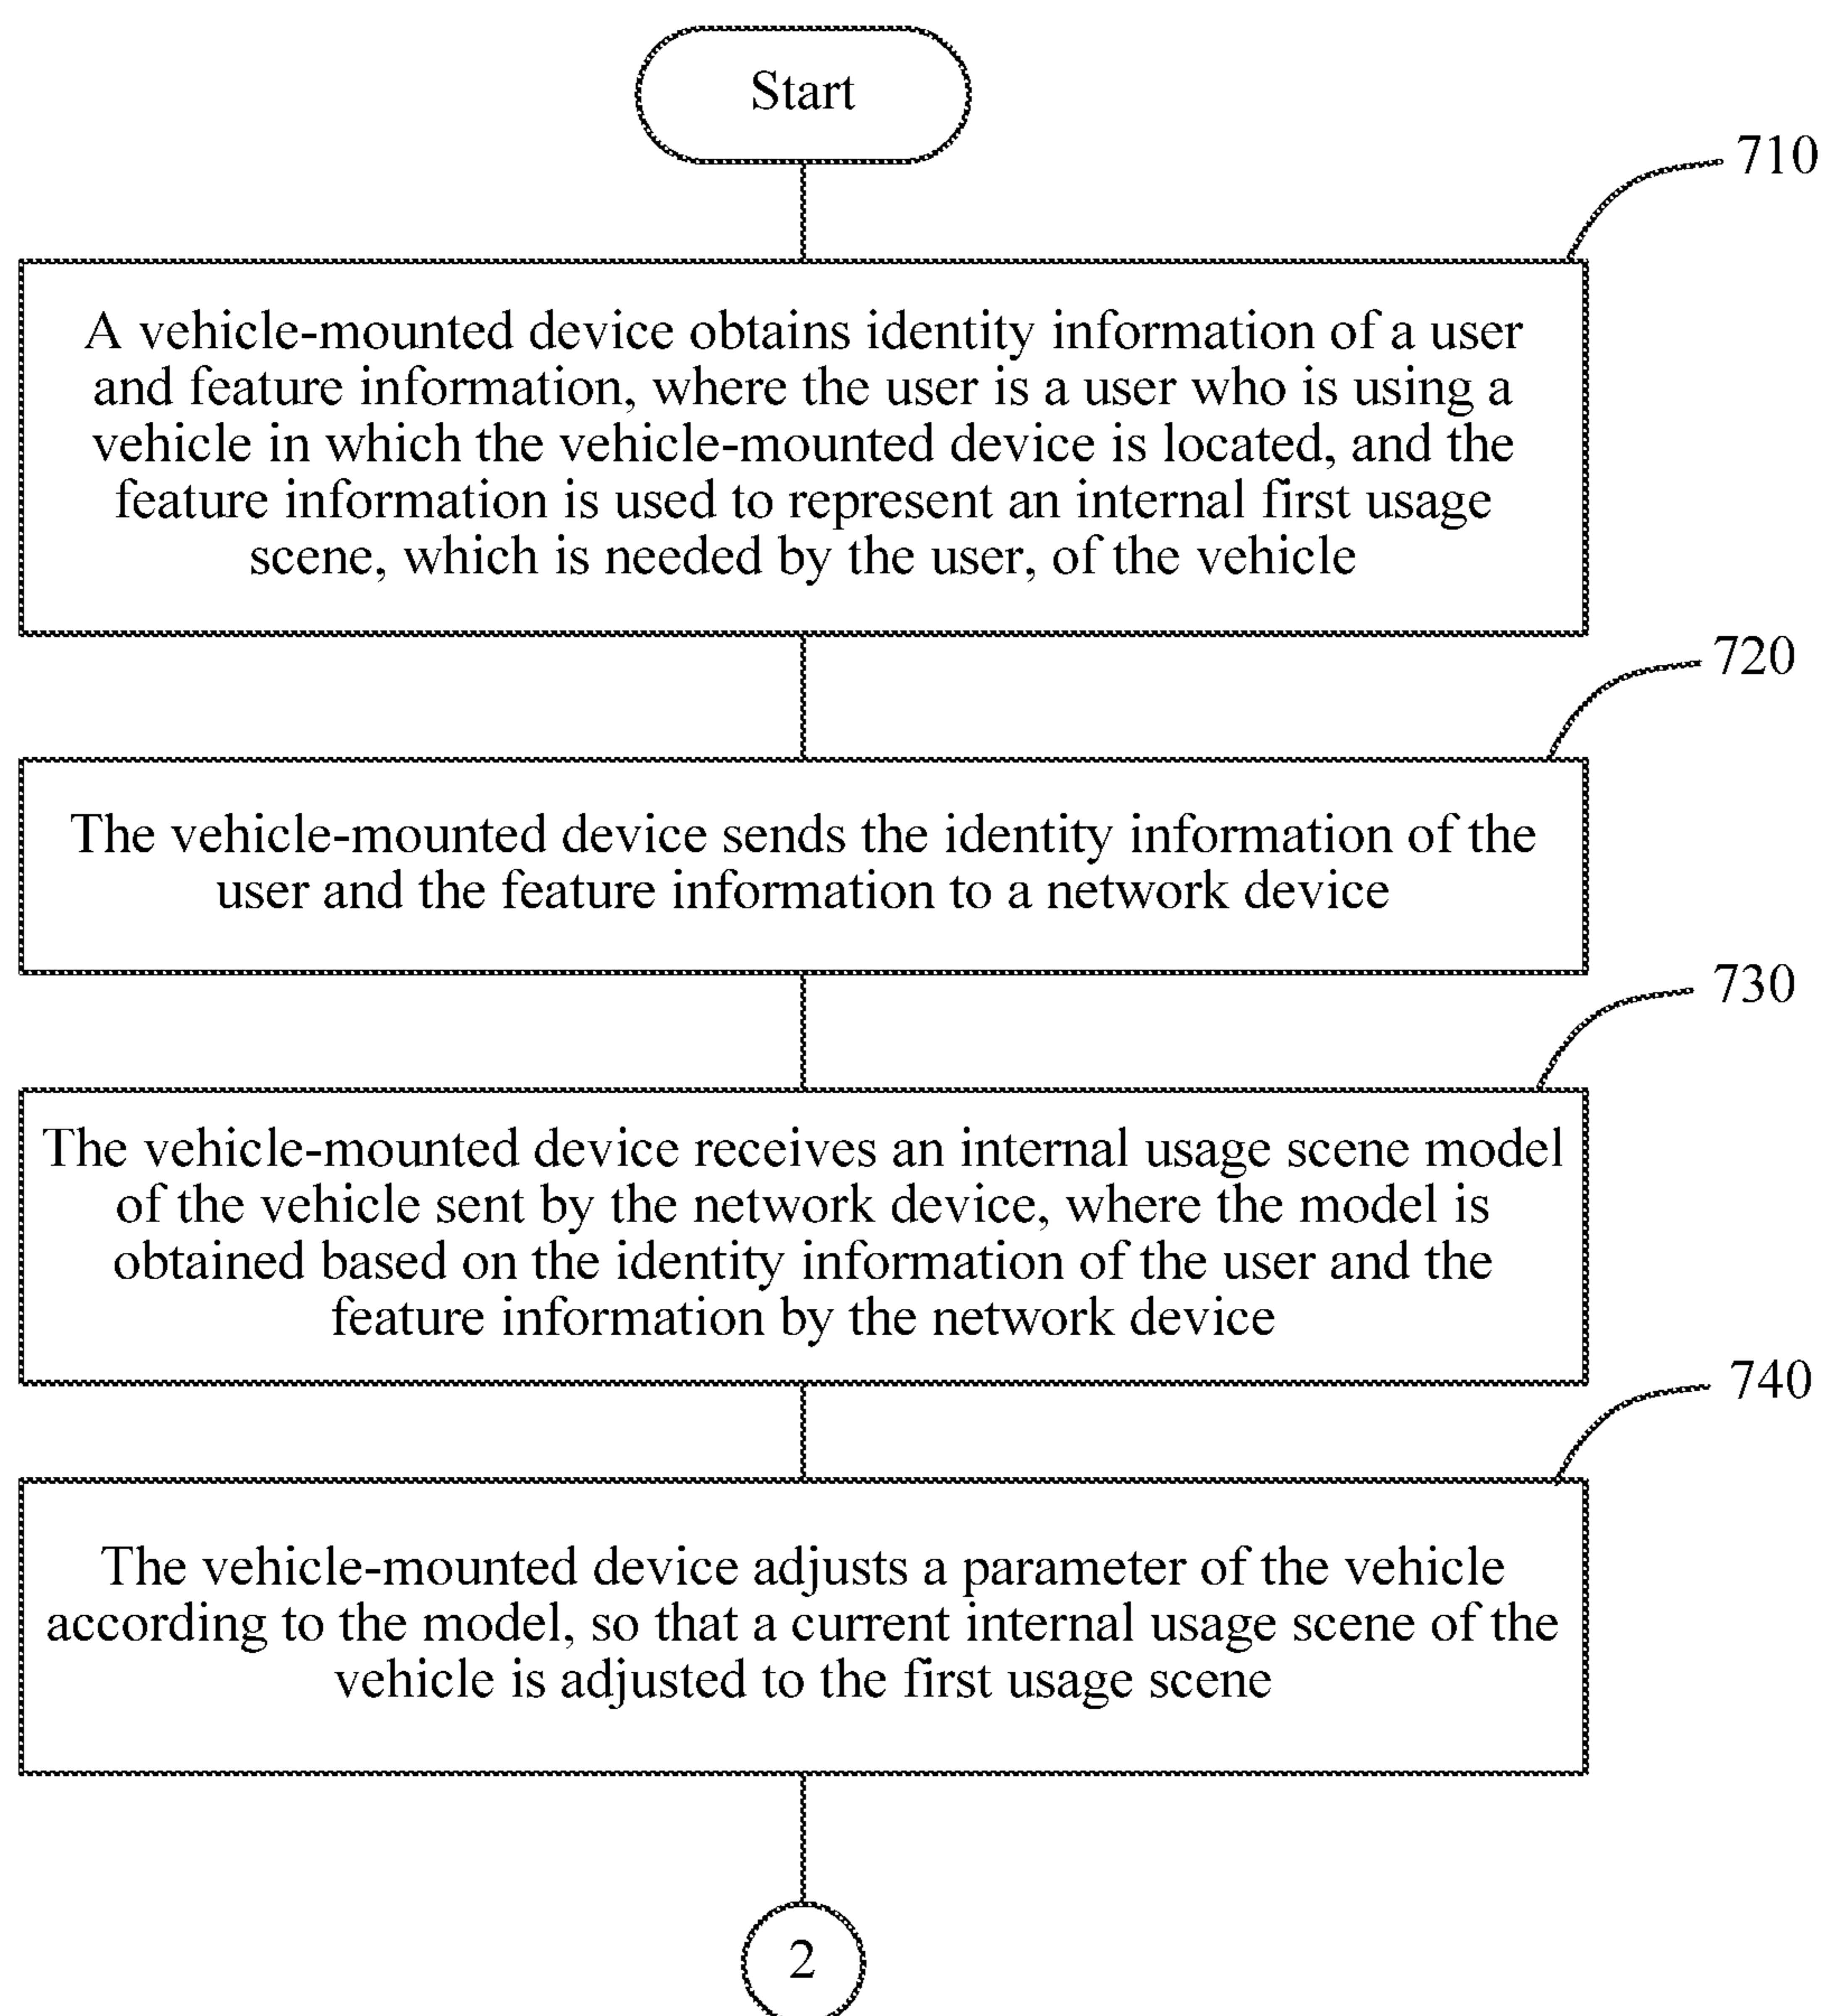 Start
710
A vehicle-mounted device obtains identity information of a user
and feature information, where the user is a user who is using a
vehicle in which the vehicle-mounted device is located, and the
feature information is used to represent an internal first usage
scene, which is needed by the user, of the vehicle
720
The vehicle-mounted device sends the identity information of the
user and the feature information to a network device
730
The vehicle-mounted device receives an internal usage scene model
of the vehicle sent by the network device, where the model is
obtained based on the identity information of the user and the
feature information by the network device
740
The vehicle-mounted device adjusts a parameter of the vehicle
according to the model, so that a current internal usage scene of the
vehicle is adjusted to the first usage scene
2